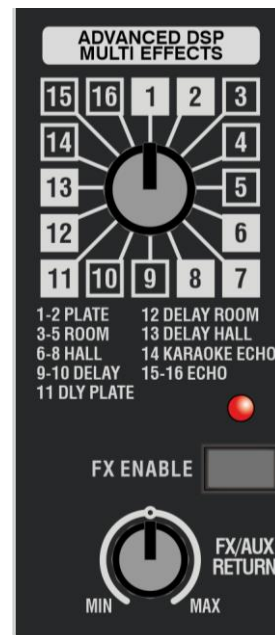 ADVANCED DSP
MULTI EFFECTS
15 16 1 2 3
14 4
13 5
12 6
11 10 9 8 7
1-2 PLATE
3-5 ROOM
6-8 HALL
9-10 DELAY
11 DLY PLATE
12 DELAY ROOM
13 DELAY HALL
14 KARAOKE ECHO
15-16 ECHO
FX ENABLE
FX/AUX
RETURN
MIN MAX